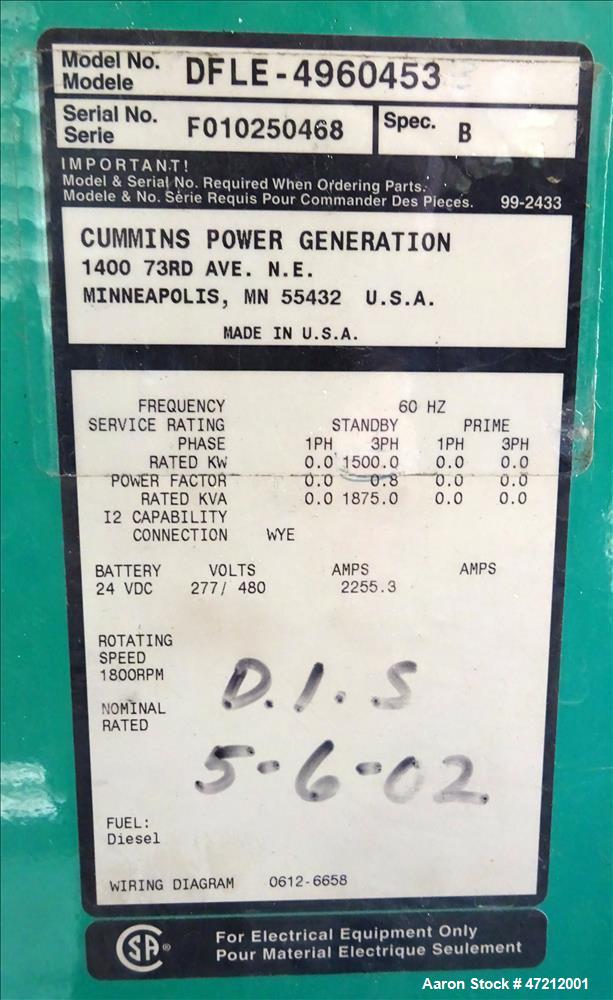 Model No. DFLE-4960453
Modele
Serial No. F010250468 Spec. B
Serie
IMPORTANT!
Model & Serial No. Required When Ordering Parts.
Modele & No. Série Requis Pour Commander Des Pieces. 99-2433
CUMMINS POWER GENERATION
1400 73RD AVE. N.E.
MINNEAPOLIS, MN 55432 U.S.A.
MADE IN U.S.A.
FREQUENCY 60 HZ
SERVICE RATING STANDBY PRIME
PHASE 1PH 3PH 1PH 3PH
RATED KW 0.0 1500.0 0.0 0.0
POWER FACTOR 0.0 0.8 0.0 0.0
RATED KVA 0.0 1875.0 0.0 0.0
I2 CAPABILITY
CONNECTION WYE
BATTERY VOLTS AMPS AMPS
24 VDC 277/ 480 2255.3
ROTATING
SPEED
1800RPM
D.I.S
NOMINAL
RATED
5-6-02
FUEL:
Diesel
WIRING DIAGRAM 0612-6658
CSA ® For Electrical Equipment Only
Pour Material Electrique Seulement
Aaron Stock # 47212001